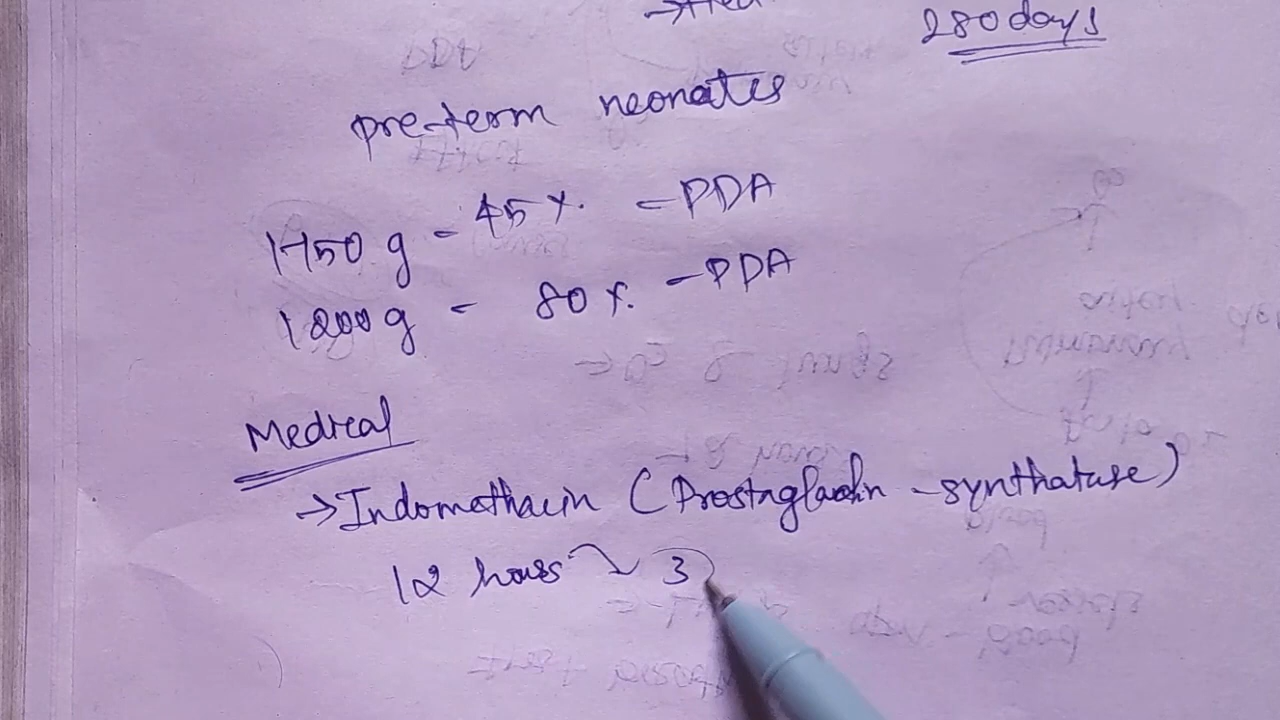 280 days
pre-term neonates
1750 g - 45 %. - PDA
1200 g - 80 %. - PDA
Medical
→ Indomethacin (Prostaglandin - synthatase)
12 hours 3